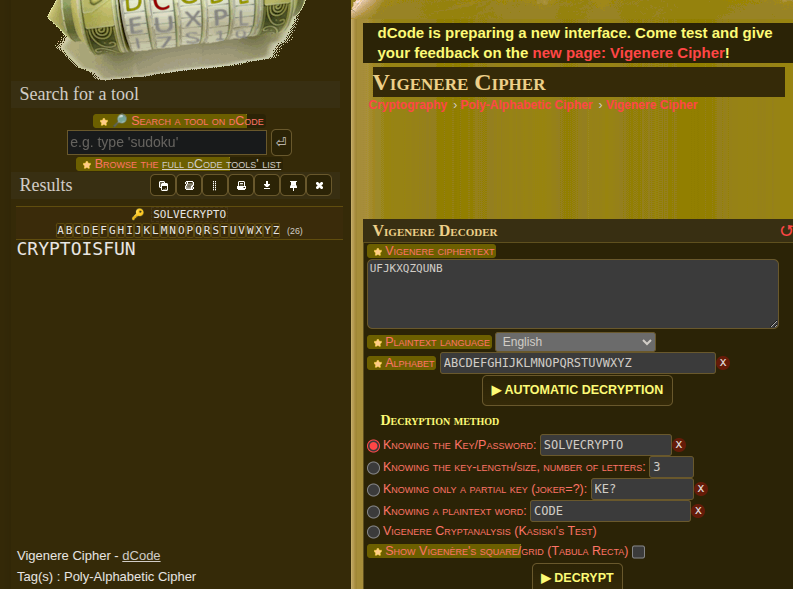 Search for a tool
Search a tool on dCode
e.g. type 'sudoku'
Browse the full dCode tools' list
Results
SOLVECRYPTO
ABCDEFGHIJKLMNOPQRSTUVWXYZ (26)
CRYPTOISFUN
Vigenere Cipher - dCode
Tag(s) : Poly-Alphabetic Cipher
dCode is preparing a new interface. Come test and give
your feedback on the new page: Vigenere Cipher!
Vigenere Cipher
Cryptography › Poly-Alphabetic Cipher › Vigenere Cipher
Vigenere Decoder
Vigenere ciphertext
UFJKXQZQUNB
Plaintext language English
Alphabet ABCDEFGHIJKLMNOPQRSTUVWXYZ x
▶ AUTOMATIC DECRYPTION
Decryption method
Knowing the Key/Password: SOLVECRYPTO x
Knowing the key-length/size, number of letters: 3
Knowing only a partial key (joker=?): KE? x
Knowing a plaintext word: CODE x
Vigenere Cryptanalysis (Kasiski's Test)
Show Vigenère's square/grid (Tabula Recta)
▶ DECRYPT